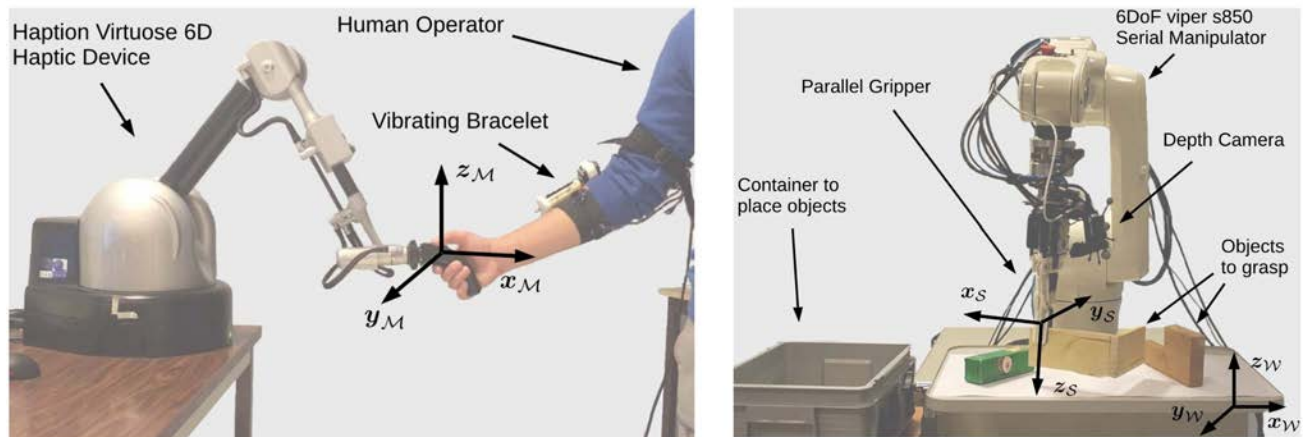 Haption Virtuose 6D
Haptic Device
Human Operator
Vibrating Bracelet
z_M
x_M
y_M
6DoF viper s850
Serial Manipulator
Parallel Gripper
Depth Camera
Container to
place objects
Objects
to grasp
x_S
y_S
z_S
z_W
y_W
x_W